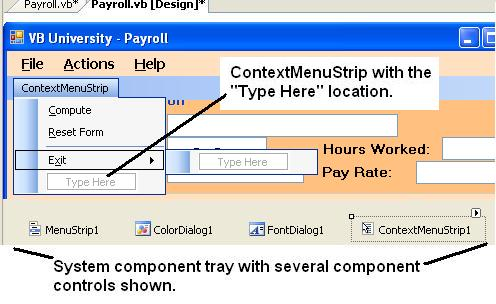 Payroll.vb* Payroll.vb [Design]*
VB University - Payroll
File Actions Help
ContextMenuStrip with the
"Type Here" location.
ContextMenuStrip
Compute
Reset Form
Exit
Type Here
Type Here
Hours Worked:
Pay Rate:
MenuStrip1 ColorDialog1 FontDialog1 ContextMenuStrip1
System component tray with several component
controls shown.